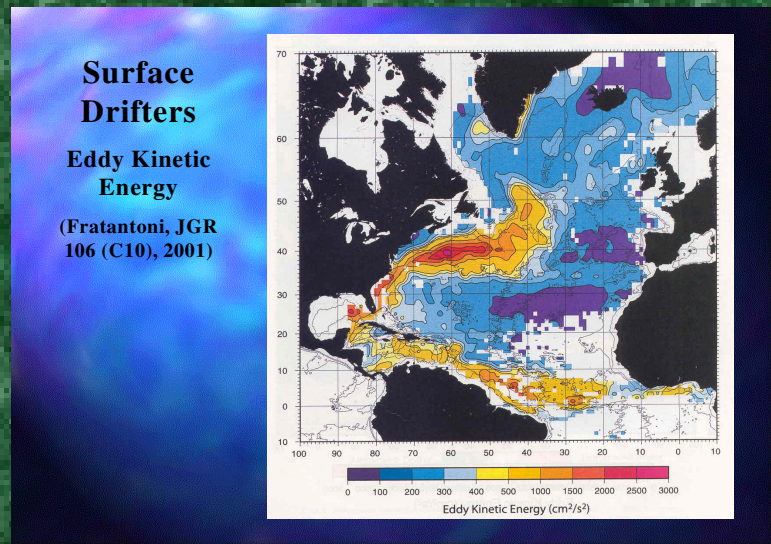 Surface
Drifters
Eddy Kinetic
Energy
(Fratantoni, JGR
106 (C10), 2001)
70
60
50
40
30
20
10
0
10
100 90 80 70 60 50 40 30 20 10 0 10
0 100 200 300 400 500 1000 1500 2000 2500 3000
Eddy Kinetic Energy (cm²/s²)